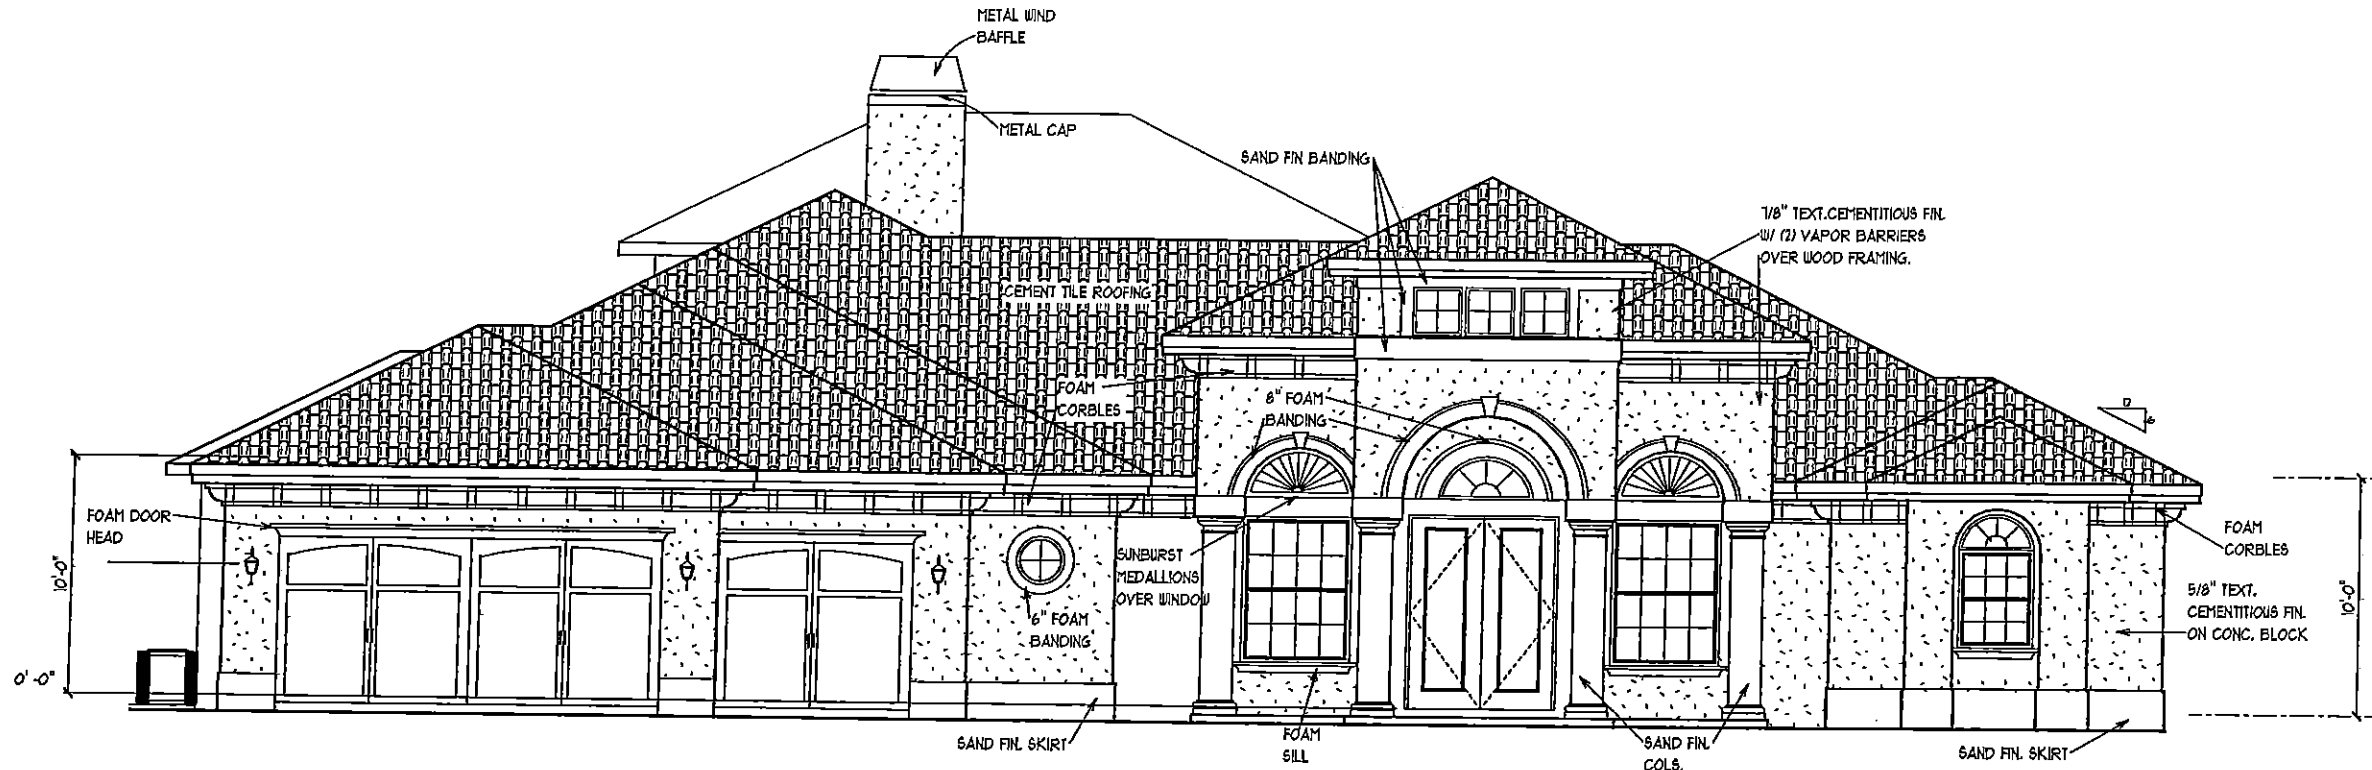 METAL WIND
BAFFLE
METAL CAP
SAND FIN BANDING
7/8" TEXT.CEMENTITIOUS FIN.
W/ (2) VAPOR BARRIERS
OVER WOOD FRAMING.
CEMENT TILE ROOFING
FOAM
CORBLES
8" FOAM
BANDING
12
6
FOAM DOOR
HEAD
10'-0"
0'-0"
SUNBURST
MEDALLIONS
OVER WINDOW
6" FOAM
BANDING
FOAM
CORBLES
5/8" TEXT.
CEMENTITIOUS FIN.
ON CONC. BLOCK
10'-0"
SAND FIN. SKIRT
FOAM
SILL
SAND FIN.
COLS.
SAND FIN. SKIRT